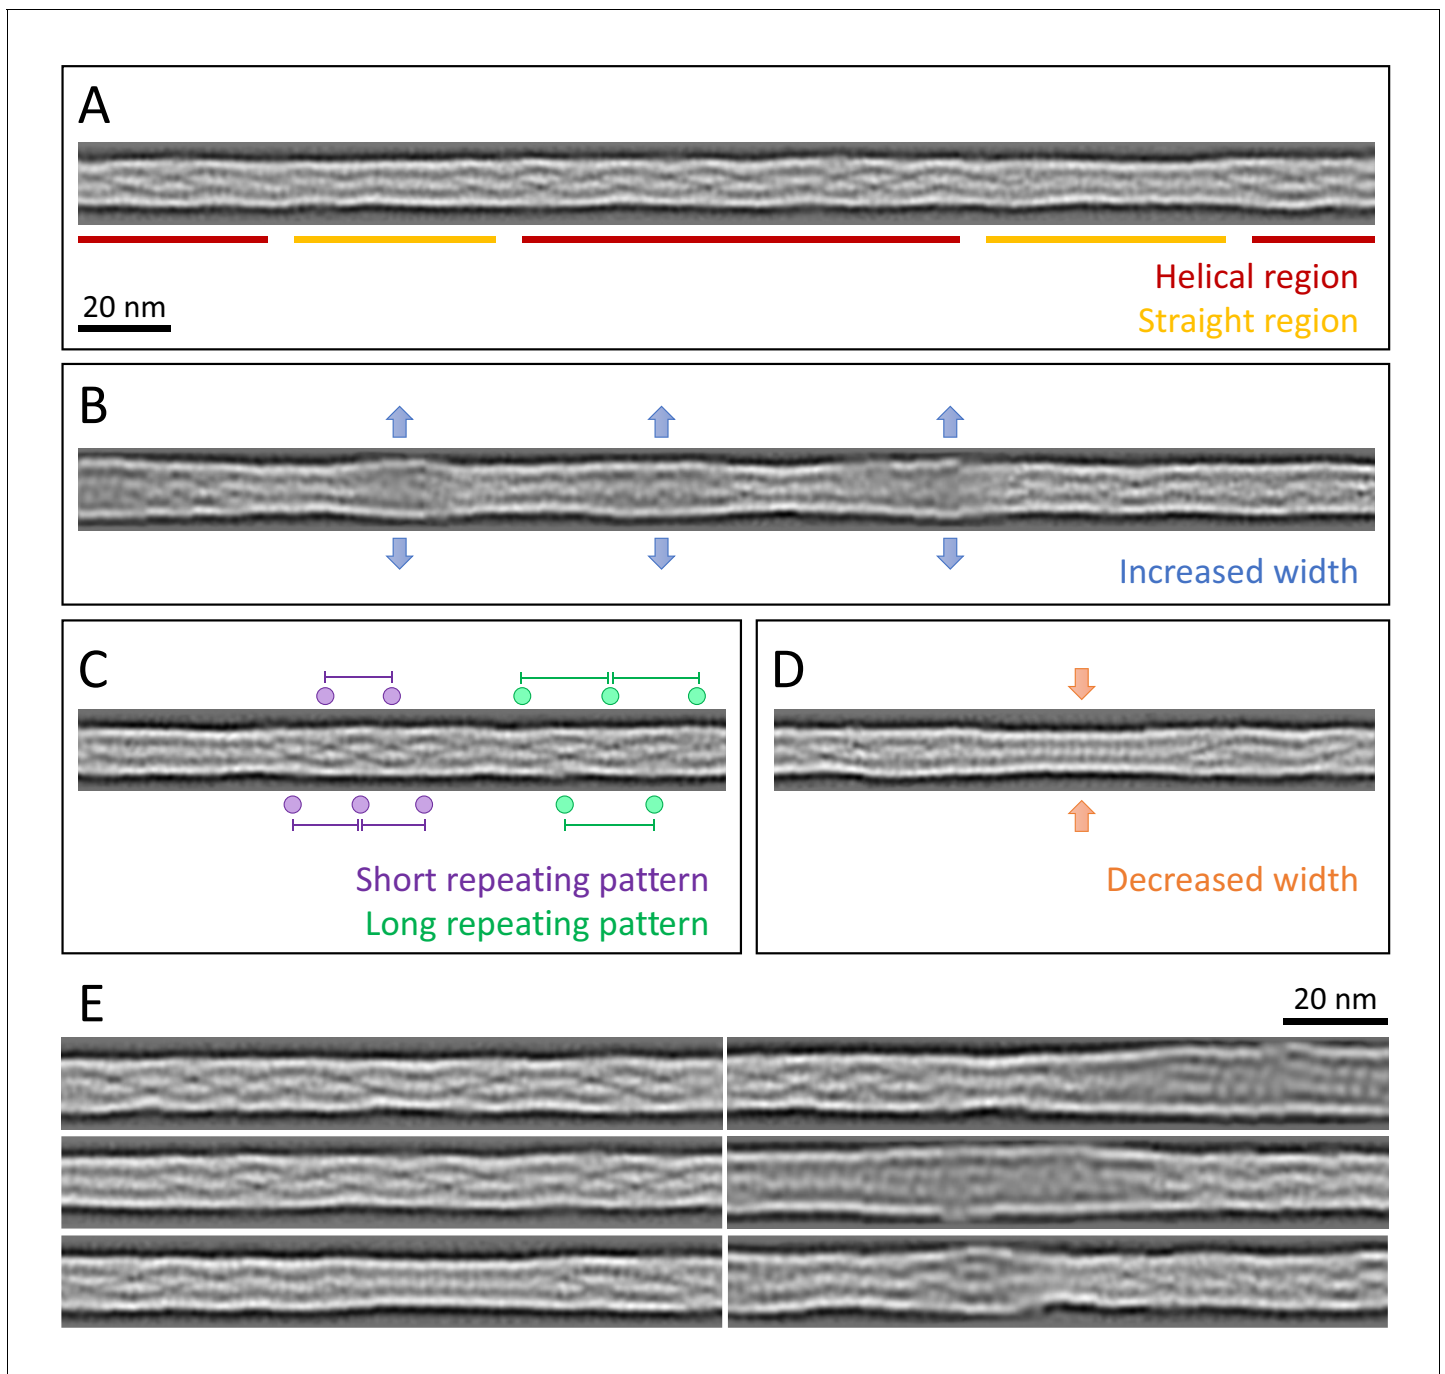 A
Helical region
20 nm
Straight region
B
Increased width
C
Short repeating pattern
Long repeating pattern
D
Decreased width
E
20 nm